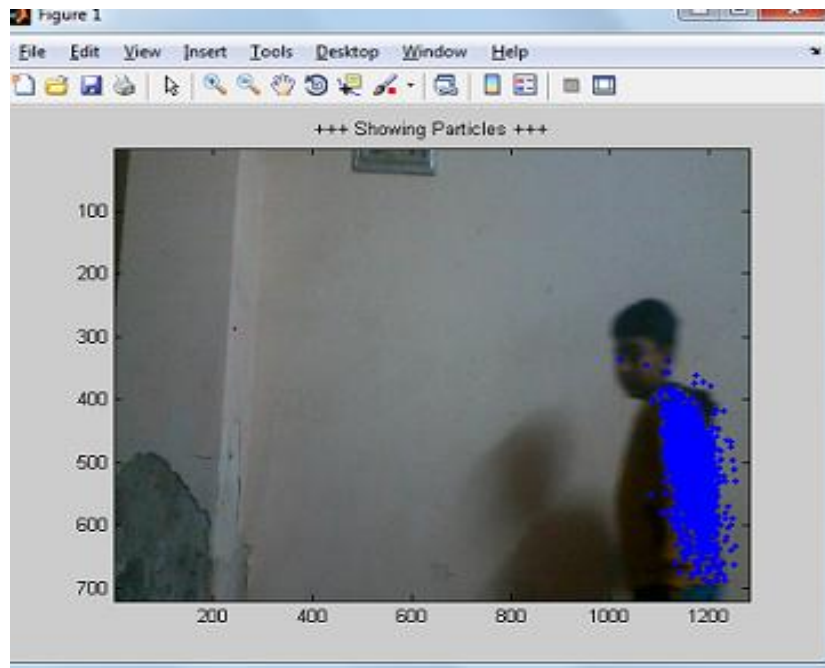 Figure 1
File Edit View Insert Tools Desktop Window Help
+++ Showing Particles +++
100
200
300
400
500
600
700
200 400 600 800 1000 1200